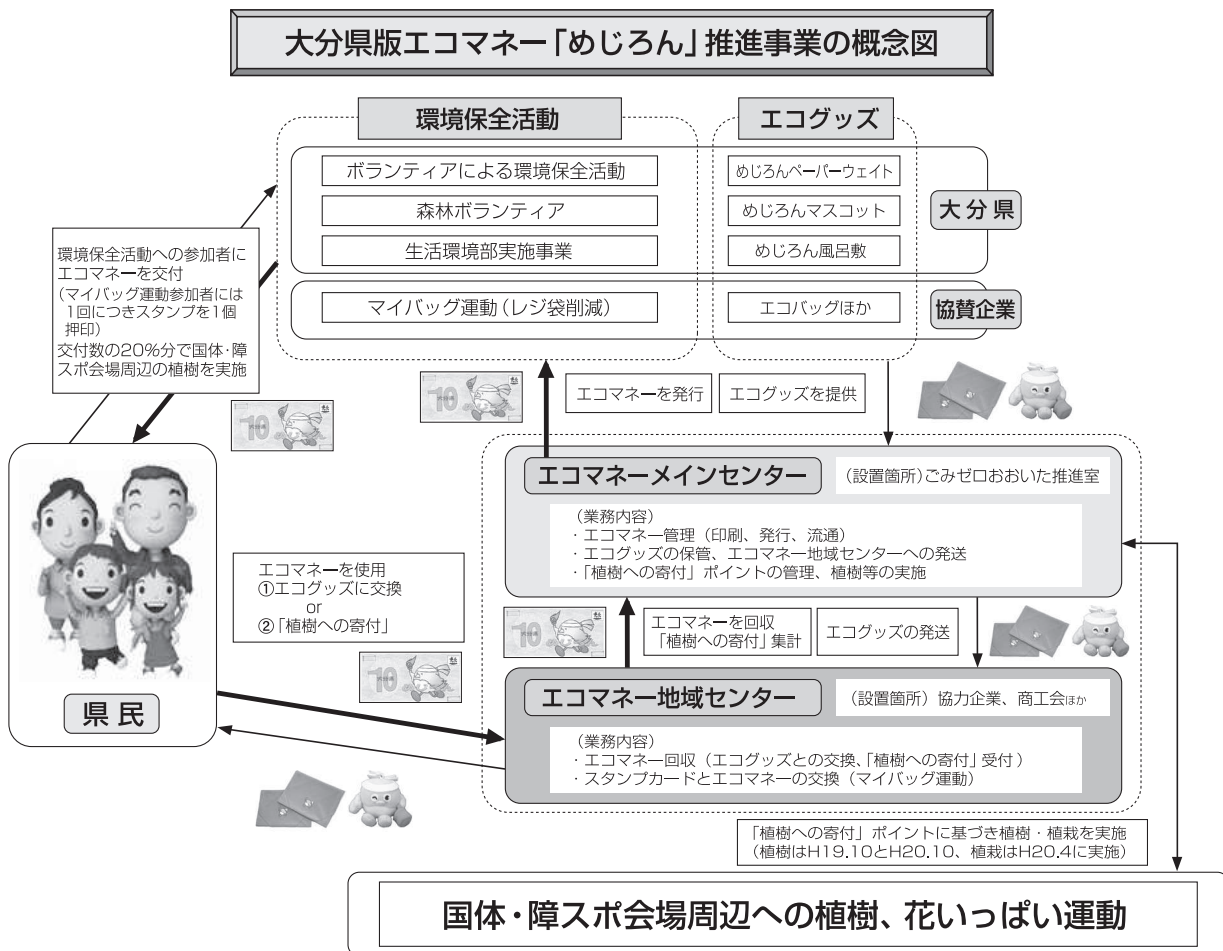 大分県版エコマネー「めじろん」推進事業の概念図
環境保全活動
エコグッズ
ボランティアによる環境保全活動
めじろんペーパーウェイト
森林ボランティア
めじろんマスコット
大分県
生活環境部実施事業
めじろん風呂敷
マイバッグ運動（レジ袋削減）
エコバッグほか
協賛企業
環境保全活動への参加者に
エコマネーを交付
（マイバッグ運動参加者には
1回につきスタンプを1個
押印）
交付数の20％分で国体・障
スポ会場周辺の植樹を実施
エコマネーを発行
エコグッズを提供
10
10
エコマネーメインセンター
（設置箇所）ごみゼロおおいた推進室
（業務内容）
・エコマネー管理（印刷、発行、流通）
・エコグッズの保管、エコマネー地域センターへの発送
・「植樹への寄付」ポイントの管理、植樹等の実施
エコマネーを使用
①エコグッズに交換
or
②「植樹への寄付」
10
10
エコマネーを回収
「植樹への寄付」集計
エコグッズの発送
県民
エコマネー地域センター
（設置箇所）協力企業、商工会ほか
（業務内容）
・エコマネー回収（エコグッズとの交換、「植樹への寄付」受付）
・スタンプカードとエコマネーの交換（マイバッグ運動）
「植樹への寄付」ポイントに基づき植樹・植栽を実施
（植樹はH19.10とH20.10、植栽はH20.4に実施）
国体・障スポ会場周辺への植樹、花いっぱい運動